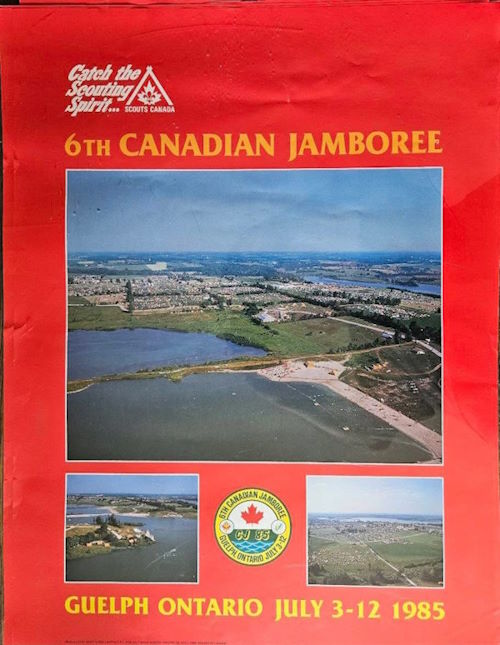 Catch the
Scouting
Spirit...
SCOUTS CANADA
6TH CANADIAN JAMBOREE
6TH CANADIAN JAMBOREE
CJ 85
GUELPH, ONTARIO JULY 3-12
GUELPH ONTARIO JULY 3-12 1985